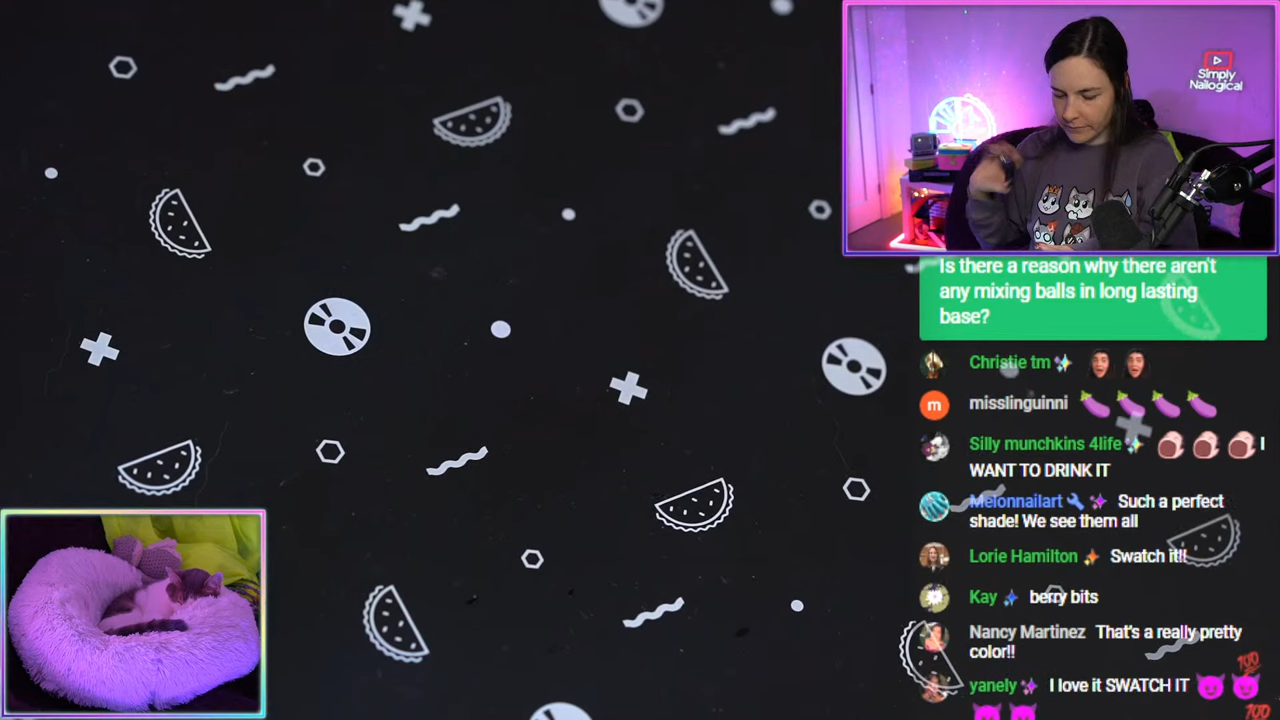 Simply
Nailogical
Is there a reason why there aren't
any mixing balls in long lasting
base?
Christie tm
m misslinguinni
Silly munchkins 4life I
WANT TO DRINK IT
Melonnailart Such a perfect
shade! We see them all
Lorie Hamilton Swatch it!!
Kay berry bits
Nancy Martinez That's a really pretty
color!!
yanely I love it SWATCH IT 💯
💯